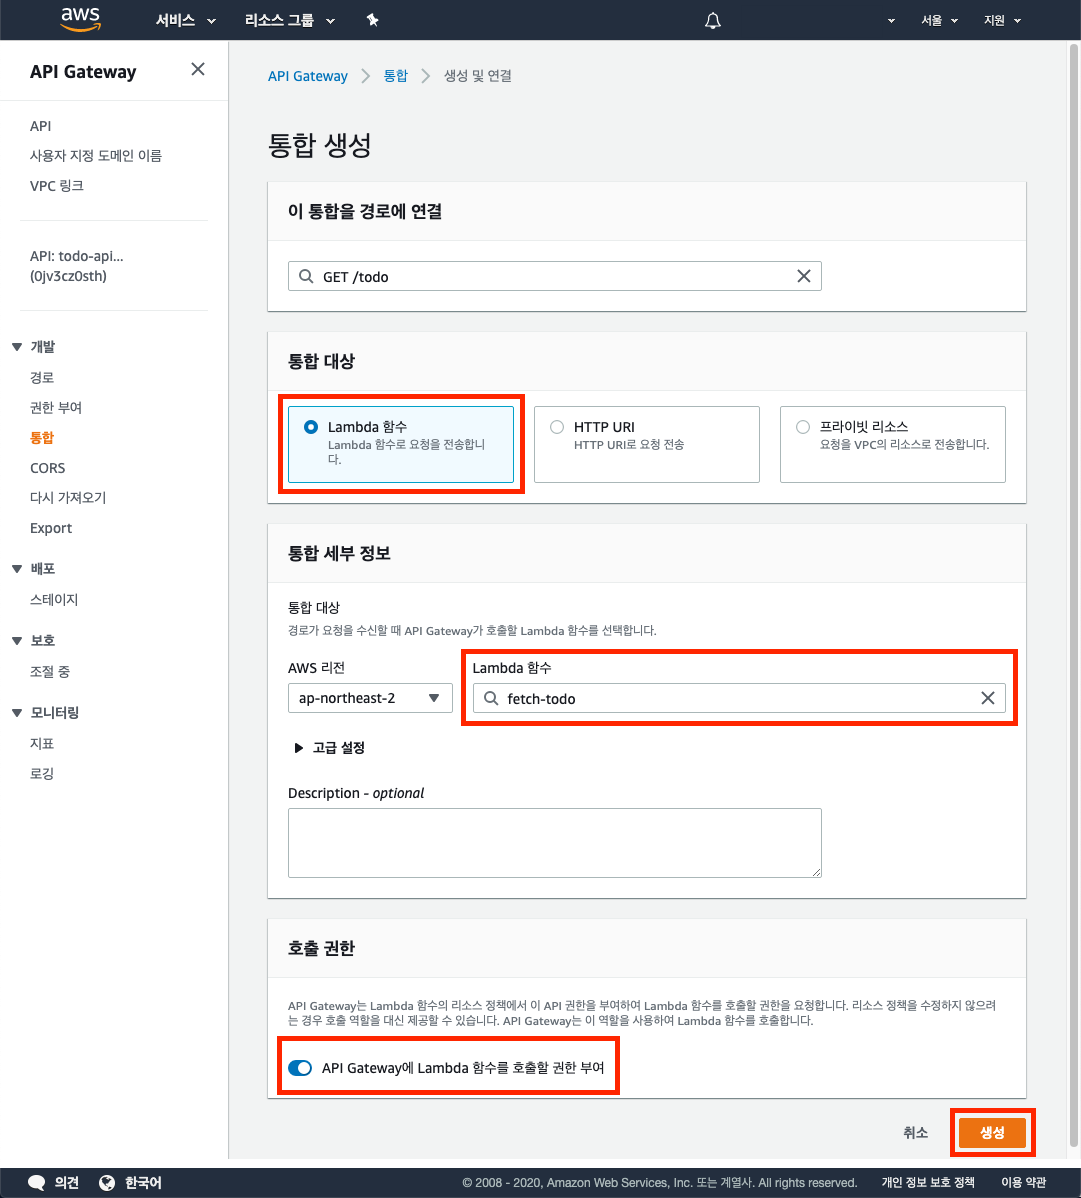 aws 서비스 리소스 그룹 서울 지원
API Gateway
API
사용자 지정 도메인 이름
VPC 링크
API: todo-api...
(0jv3cz0sth)
개발
경로
권한 부여
통합
CORS
다시 가져오기
Export
배포
스테이지
보호
조절 중
모니터링
지표
로깅
API Gateway 통합 생성 및 연결
통합 생성
이 통합을 경로에 연결
GET /todo
통합 대상
Lambda 함수
Lambda 함수로 요청을 전송합니
다.
HTTP URI
HTTP URI로 요청 전송
프라이빗 리소스
요청을 VPC의 리소스로 전송합니다.
통합 세부 정보
통합 대상
경로가 요청을 수신할 때 API Gateway가 호출할 Lambda 함수를 선택합니다.
AWS 리전
ap-northeast-2
Lambda 함수
fetch-todo
고급 설정
Description - optional
호출 권한
API Gateway는 Lambda 함수의 리소스 정책에서 이 API 권한을 부여하여 Lambda 함수를 호출할 권한을 요청합니다. 리소스 정책을 수정하지 않으려
는 경우 호출 역할을 대신 제공할 수 있습니다. API Gateway는 이 역할을 사용하여 Lambda 함수를 호출합니다.
API Gateway에 Lambda 함수를 호출할 권한 부여
취소 생성
의견 한국어 © 2008 - 2020, Amazon Web Services, Inc. 또는 계열사. All rights reserved. 개인 정보 보호 정책 이용 약관